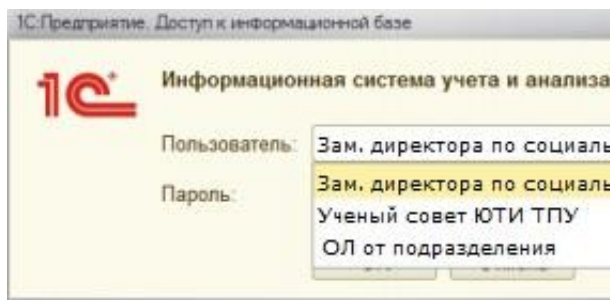 1С:Предприятие. Доступ к информационной базе
1С
Информационная система учета и анализа
Пользователь:
Зам. директора по социаль
Пароль:
Зам. директора по социаль
Ученый совет ЮТИ ТПУ
ОЛ от подразделения